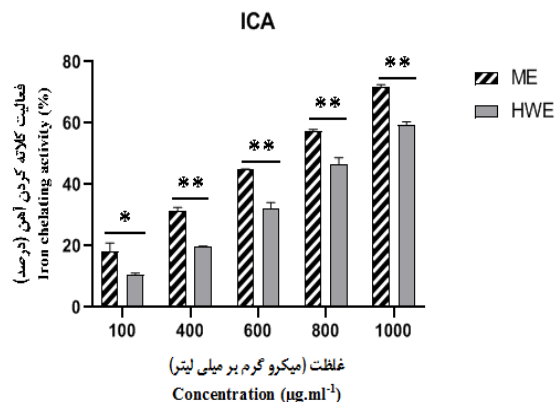 ICA
فعالیت کلاته کردن آهن (درصد)
Iron chelating activity (%)
80
60
40
20
0
*
**
**
**
**
ME
HWE
100 400 600 800 1000
غلظت (میکرو گرم بر میلی لیتر)
Concentration (µg.ml⁻¹)